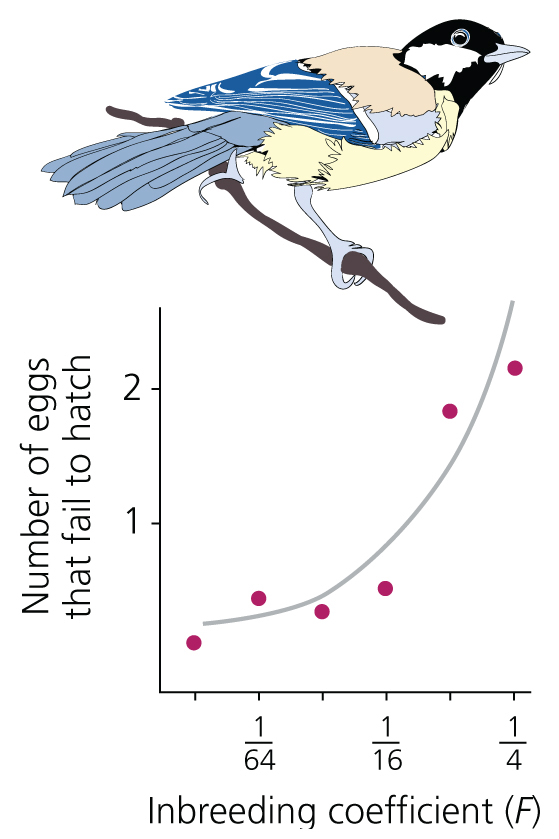 Number of eggs
that fail to hatch
2
1
1
64
1
16
1
4
Inbreeding coefficient (F)